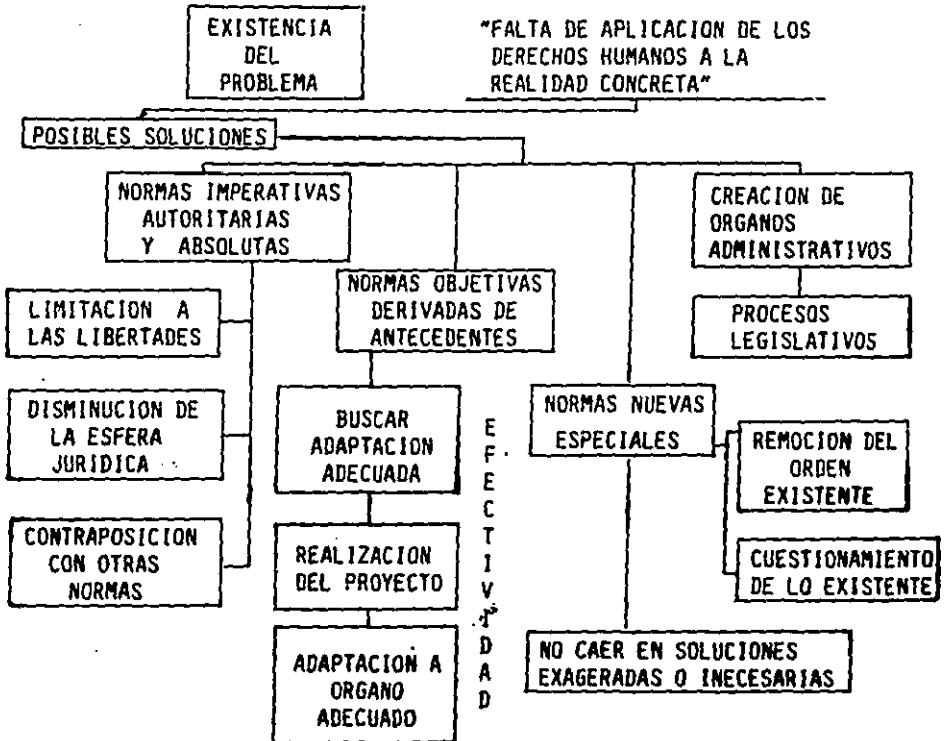 EXISTENCIA
DEL
PROBLEMA
"FALTA DE APLICACION DE LOS
DERECHOS HUMANOS A LA
REALIDAD CONCRETA"
POSIBLES SOLUCIONES
NORMAS IMPERATIVAS
AUTORITARIAS
Y ABSOLUTAS
LIMITACION A
LAS LIBERTADES
DISMINUCION DE
LA ESFERA
JURIDICA
CONTRAPOSICION
CON OTRAS
NORMAS
NORMAS OBJETIVAS
DERIVADAS DE
ANTECEDENTES
BUSCAR
ADAPTACION
ADECUADA
REALIZACION
DEL PROYECTO
ADAPTACION A
ORGANO
ADECUADO
EFECTIVIDAD
NORMAS NUEVAS
ESPECIALES
REMOCION DEL
ORDEN
EXISTENTE
CUESTIONAMIENTO
DE LO EXISTENTE
NO CAER EN SOLUCIONES
EXAGERADAS O INECESARIAS
CREACION DE
ORGANOS
ADMINISTRATIVOS
PROCESOS
LEGISLATIVOS